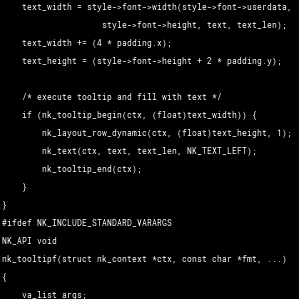 text_width = style->font->width(style->font->userdata,
style->font->height, text, text_len);
text_width += (4 * padding.x);
text_height = (style->font->height + 2 * padding.y);
/* execute tooltip and fill with text */
if (nk_tooltip_begin(ctx, (float)text_width)) {
nk_layout_row_dynamic(ctx, (float)text_height, 1);
nk_text(ctx, text, text_len, NK_TEXT_LEFT);
nk_tooltip_end(ctx);
}
}
#ifdef NK_INCLUDE_STANDARD_VARARGS
NK_API void
nk_tooltipf(struct nk_context *ctx, const char *fmt, ...)
{
va_list args;